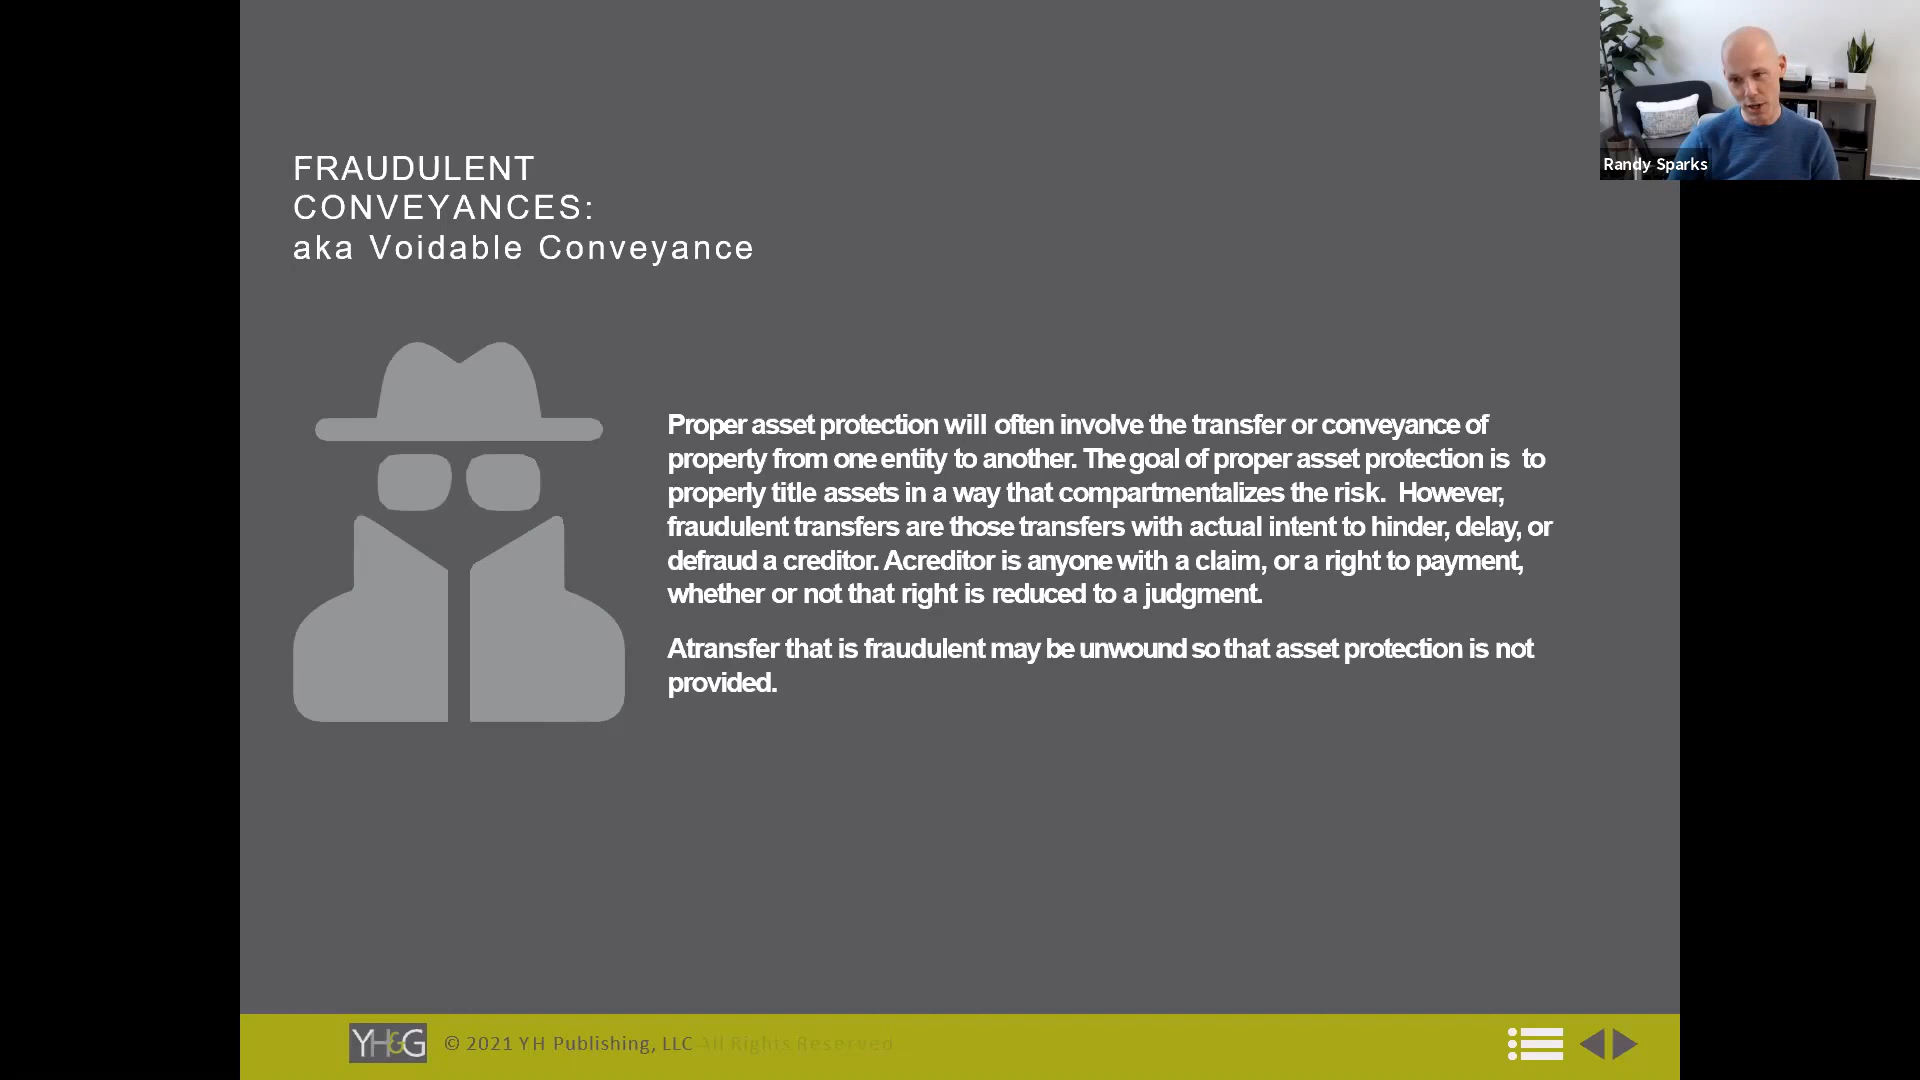 Randy Sparks
FRAUDULENT
CONVEYANCES:
aka Voidable Conveyance
Proper asset protection will often involve the transfer or conveyance of
property from one entity to another. The goal of proper asset protection is to
properly title assets in a way that compartmentalizes the risk. However,
fraudulent transfers are those transfers with actual intent to hinder, delay, or
defraud a creditor. Acreditor is anyone with a claim, or a right to payment,
whether or not that right is reduced to a judgment.
Atransfer that is fraudulent may be unwound so that asset protection is not
provided.
YH&G © 2021 YH Publishing, LLC All Rights Reserved